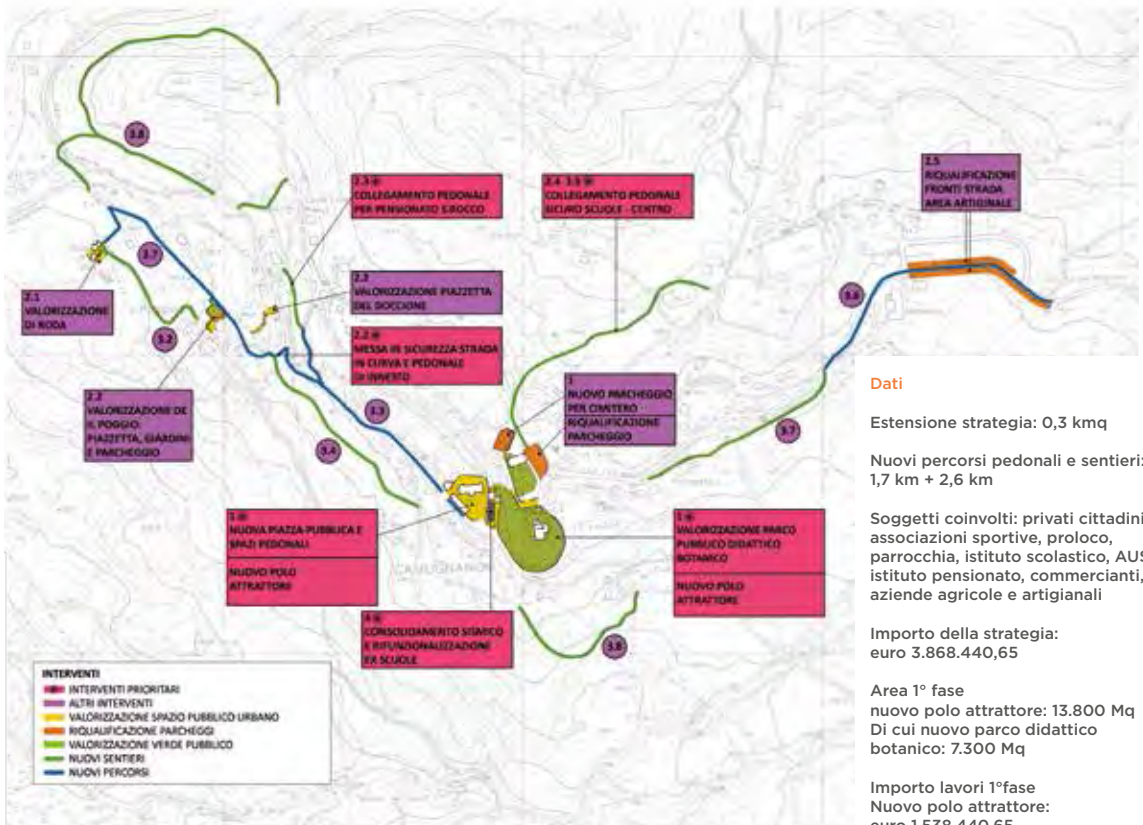 3.8
2.3
COLLEGAMENTO PEDONALE
PER PENSIONATO S.ROCCO
2.4 3.5
COLLEGAMENTO PEDONALE
SICURO SCUOLE - CENTRO
2.5
RIQUALIFICAZIONE
FRONTI STRADA
AREA ARTIGINALE
2.1
VALORIZZAZIONE
DI RODA
2.2
VALORIZZAZIONE PIAZZETTA
DEL DOCCIONE
3.2
2.2
MESSA IN SICUREZZA STRADA
IN CURVA E PEDONALE
DI INNESTO
2.2
VALORIZZAZIONE DE
IL POGGIO:
PIAZZETTA, GIARDINI
E PARCHEGGIO
3.3
3.4
1
NUOVO PARCHEGGIO
PER CIMITERO
RIQUALIFICAZIONE
PARCHEGGIO
3.7
1
NUOVA PIAZZA PUBBLICA E
SPAZI PEDONALI
NUOVO POLO
ATTRATTORE
CAMUGNANO
1
VALORIZZAZIONE PARCO
PUBBLICO DIDATTICO
BOTANICO
NUOVO POLO
ATTRATTORE
4
CONSOLIDAMENTO SISMICO
E RIFUNZIONALIZZAZIONE
EX SCUOLE
3.8
INTERVENTI
INTERVENTI PRIORITARI
ALTRI INTERVENTI
VALORIZZAZIONE SPAZIO PUBBLICO URBANO
RIQUALIFICAZIONE PARCHEGGI
VALORIZZAZIONE VERDE PUBBLICO
NUOVI SENTIERI
NUOVI PERCORSI
Dati
Estensione strategia: 0,3 kmq
Nuovi percorsi pedonali e sentieri:
1,7 km + 2,6 km
Soggetti coinvolti: privati cittadini
associazioni sportive, proloco,
parrocchia, istituto scolastico, AUS
istituto pensionato, commercianti,
aziende agricole e artigianali
Importo della strategia:
euro 3.868.440,65
Area 1° fase
nuovo polo attrattore: 13.800 Mq
Di cui nuovo parco didattico
botanico: 7.300 Mq
Importo lavori 1°fase
Nuovo polo attrattore:
euro 1.538.440,65